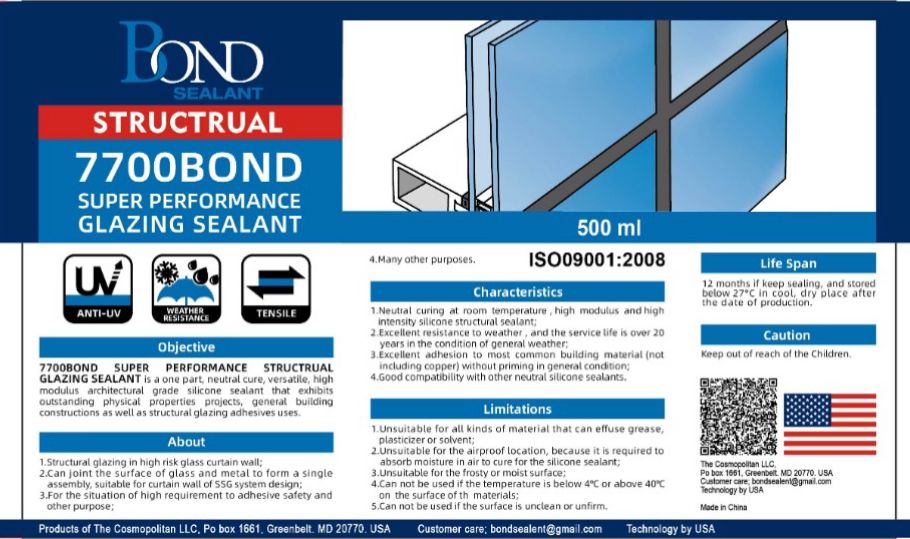 BOND
SEALANT
STRUCTRUAL
7700BOND
SUPER PERFORMANCE
GLAZING SEALANT
500 ml
UV
ANTI-UV
WEATHER
RESISTANCE
TENSILE
Objective
7700BOND SUPER PERFORMANCE STRUCTRUAL
GLAZING SEALANT is a one part, neutral cure, versatile, high
modulus architectural grade silicone sealant that exhibits
outstanding physical properties projects, general building
constructions as well as structural glazing adhesives uses.
About
1.Structural glazing in high risk glass curtain wall;
2.Can joint the surface of glass and metal to form a single
assembly, suitable for curtain wall of SSG system design;
3.For the situation of high requirement to adhesive safety and
other purpose;
4.Many other purposes.
ISO09001:2008
Characteristics
1.Neutral curing at room temperature , high modulus and high
intensity silicone structural sealant;
2.Excellent resistance to weather , and the service life is over 20
years in the condition of general weather;
3.Excellent adhesion to most common building material (not
including copper) without priming in general condition;
4.Good compatibility with other neutral silicone sealants.
Limitations
1.Unsuitable for all kinds of material that can effuse grease,
plasticizer or solvent;
2.Unsuitable for the airproof location, because it is required to
absorb moisture in air to cure for the silicone sealant;
3.Unsuitable for the frosty or moist surface;
4.Can not be used if the temperature is below 4℃ or above 40℃
on the surface of th materials;
5.Can not be used if the surface is unclean or unfirm.
Life Span
12 months if keep sealing, and stored
below 27°C in cool, dry place after
the date of production.
Caution
Keep out of reach of the Children.
The Cosmopolitan LLC,
Po box 1661, Greenbelt. MD 20770. USA
Customer care; bondsealent@gmail.com
Technology by USA
Made in China
Products of The Cosmopolitan LLC, Po box 1661, Greenbelt. MD 20770. USA
Customer care; bondsealent@gmail.com
Technology by USA